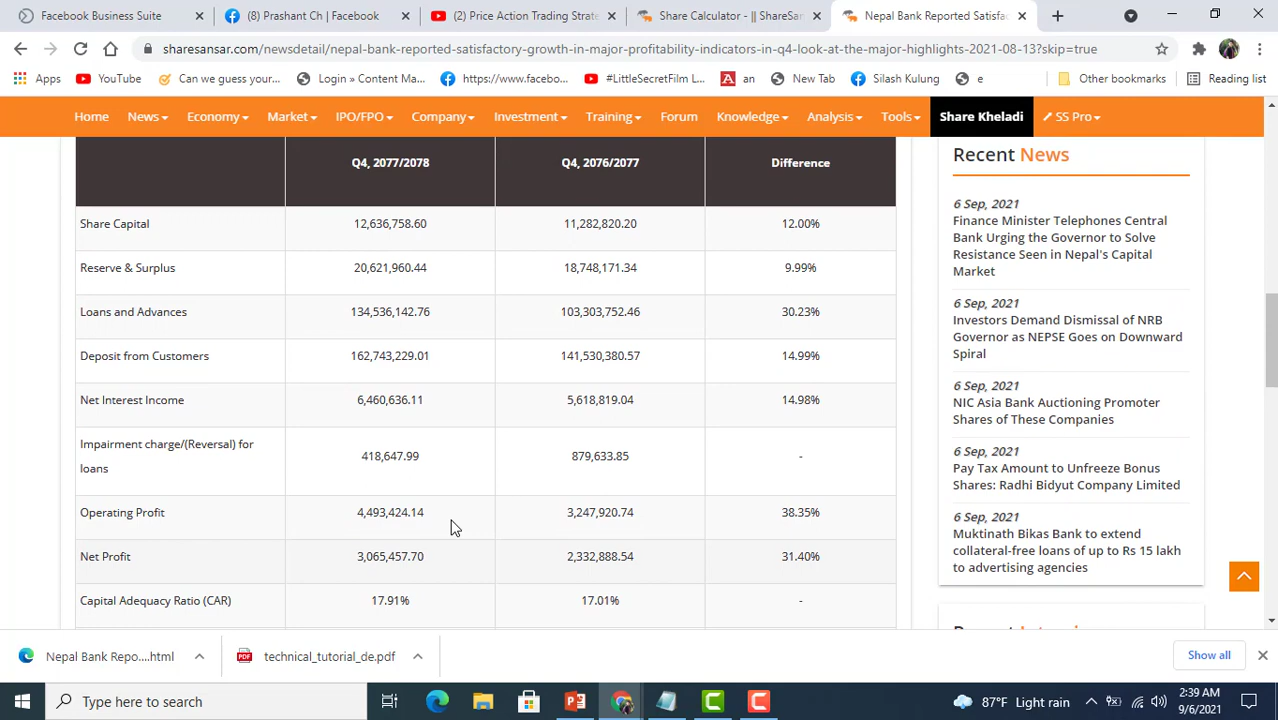 Facebook Business Suite
(8) Prashant Ch | Facebook
(2) Price Action Trading Strate
Share Calculator - || ShareSan
Nepal Bank Reported Satisfac
sharesansar.com/newsdetail/nepal-bank-reported-satisfactory-growth-in-major-profitability-indicators-in-q4-look-at-the-major-highlights-2021-08-13?skip=true
Apps YouTube Can we guess your... Login » Content Ma... https://www.facebo... #LittleSecretFilm L... an New Tab Silash Kulung e Other bookmarks Reading list
Home News Economy Market IPO/FPO Company Investment Training Forum Knowledge Analysis Tools Share Kheladi SS Pro
Q4, 2077/2078 Q4, 2076/2077 Difference
Share Capital 12,636,758.60 11,282,820.20 12.00%
Reserve & Surplus 20,621,960.44 18,748,171.34 9.99%
Loans and Advances 134,536,142.76 103,303,752.46 30.23%
Deposit from Customers 162,743,229.01 141,530,380.57 14.99%
Net Interest Income 6,460,636.11 5,618,819.04 14.98%
Impairment charge/(Reversal) for
loans 418,647.99 879,633.85 -
Operating Profit 4,493,424.14 3,247,920.74 38.35%
Net Profit 3,065,457.70 2,332,888.54 31.40%
Capital Adequacy Ratio (CAR) 17.91% 17.01% -
Recent News
6 Sep, 2021
Finance Minister Telephones Central
Bank Urging the Governor to Solve
Resistance Seen in Nepal's Capital
Market
6 Sep, 2021
Investors Demand Dismissal of NRB
Governor as NEPSE Goes on Downward
Spiral
6 Sep, 2021
NIC Asia Bank Auctioning Promoter
Shares of These Companies
6 Sep, 2021
Pay Tax Amount to Unfreeze Bonus
Shares: Radhi Bidyut Company Limited
6 Sep, 2021
Muktinath Bikas Bank to extend
collateral-free loans of up to Rs 15 lakh
to advertising agencies
Nepal Bank Repo....html
technical_tutorial_de.pdf
Show all
Type here to search
87°F Light rain
2:39 AM
9/6/2021